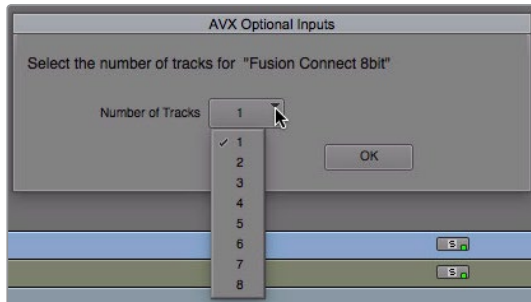 AVX Optional Inputs
Select the number of tracks for "Fusion Connect 8bit"
Number of Tracks 1
✓ 1
2
3
4
5
6
7
8
OK
S
S